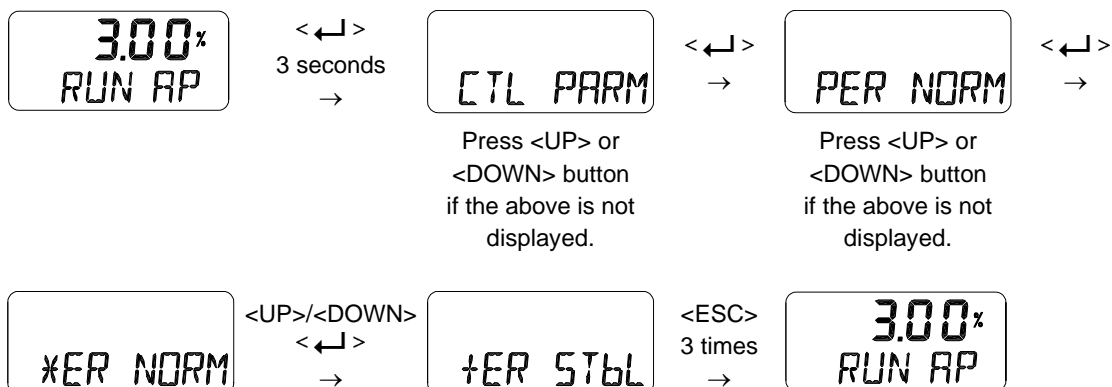 3.00%
RUN AP
< ↵ >
3 seconds
→
CTL PARM
Press <UP> or
<DOWN> button
if the above is not
displayed.
< ↵ >
→
PER NORM
Press <UP> or
<DOWN> button
if the above is not
displayed.
< ↵ >
→
*ER NORM
<UP>/<DOWN>
< ↵ >
→
+ER STbL
<ESC>
3 times
→
3.00%
RUN AP